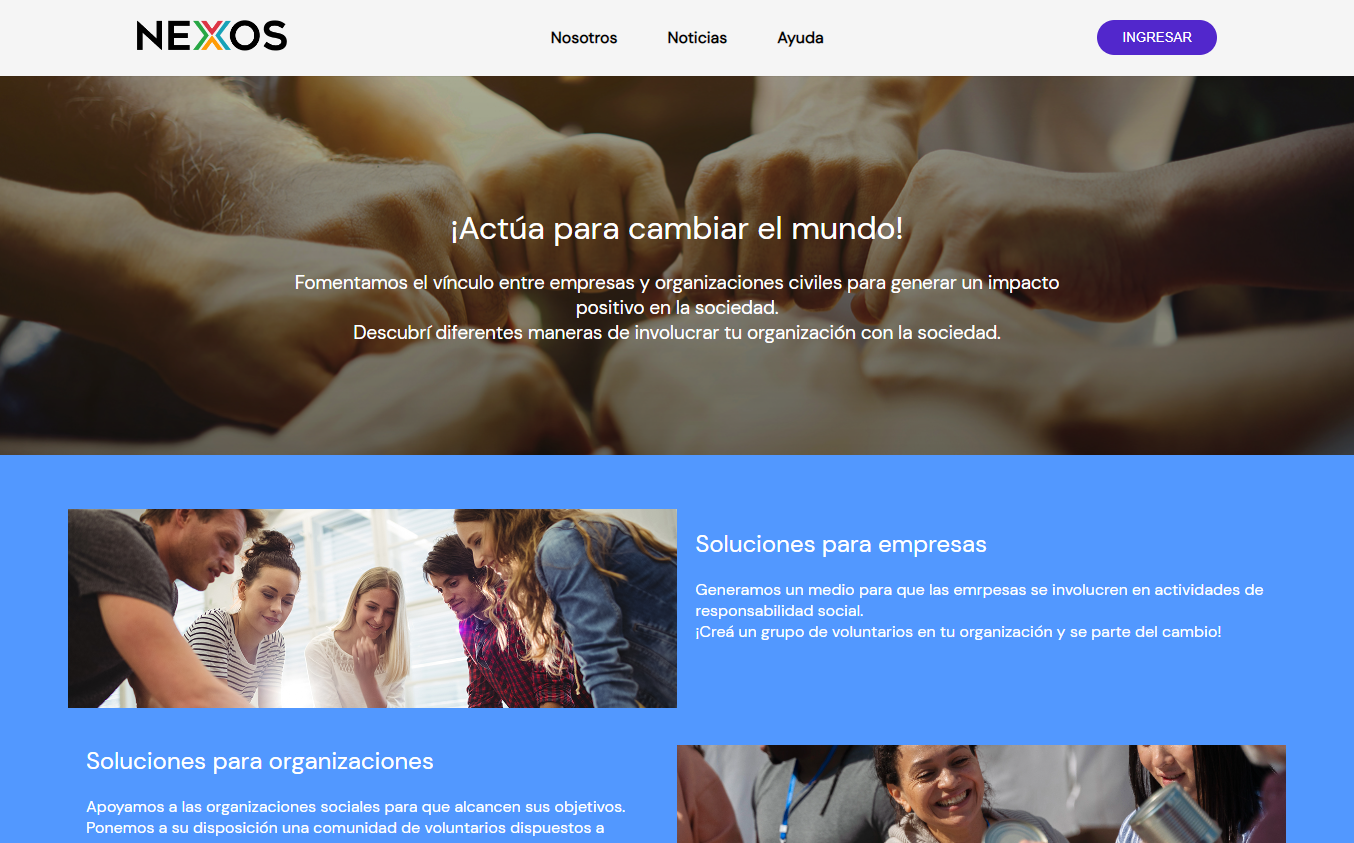 NEXOS
Nosotros
Noticias
Ayuda
INGRESAR
¡Actúa para cambiar el mundo!
Fomentamos el vínculo entre empresas y organizaciones civiles para generar un impacto
positivo en la sociedad.
Descubrí diferentes maneras de involucrar tu organización con la sociedad.
Soluciones para empresas
Generamos un medio para que las emrpesas se involucren en actividades de
responsabilidad social.
¡Creá un grupo de voluntarios en tu organización y se parte del cambio!
Soluciones para organizaciones
Apoyamos a las organizaciones sociales para que alcancen sus objetivos.
Ponemos a su disposición una comunidad de voluntarios dispuestos a